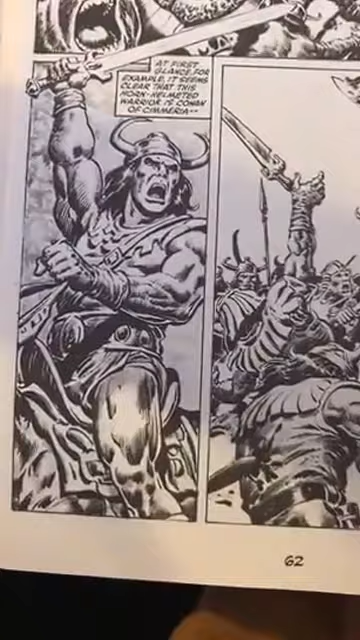 AT FIRST
GLANCE, FOR
EXAMPLE, IT SEEMS
CLEAR THAT THIS
HORN-HELMETED
WARRIOR IS CONAN
OF CIMMERIA--
62